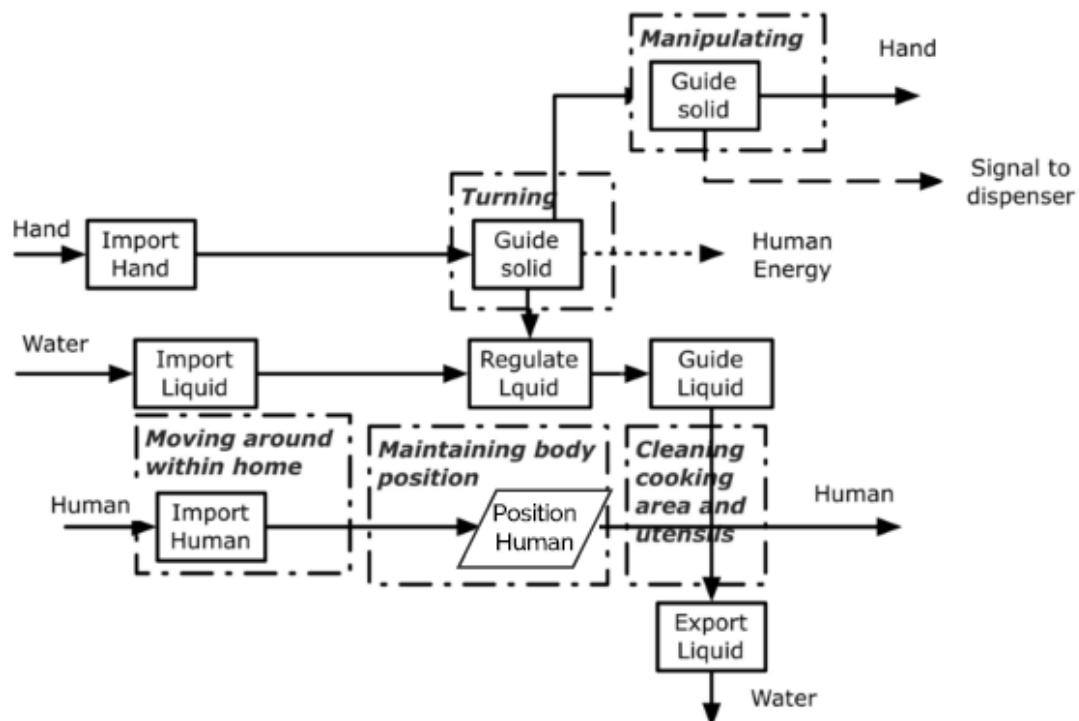 Manipulating
Guide
solid
Hand
Signal to
dispenser
Turning
Guide
solid
Human
Energy
Hand
Import
Hand
Water
Import
Liquid
Regulate
Lquid
Guide
Liquid
Moving around
within home
Maintaining body
position
Cleaning
cooking
area and
utensils
Human
Import
Human
Position
Human
Human
Export
Liquid
Water